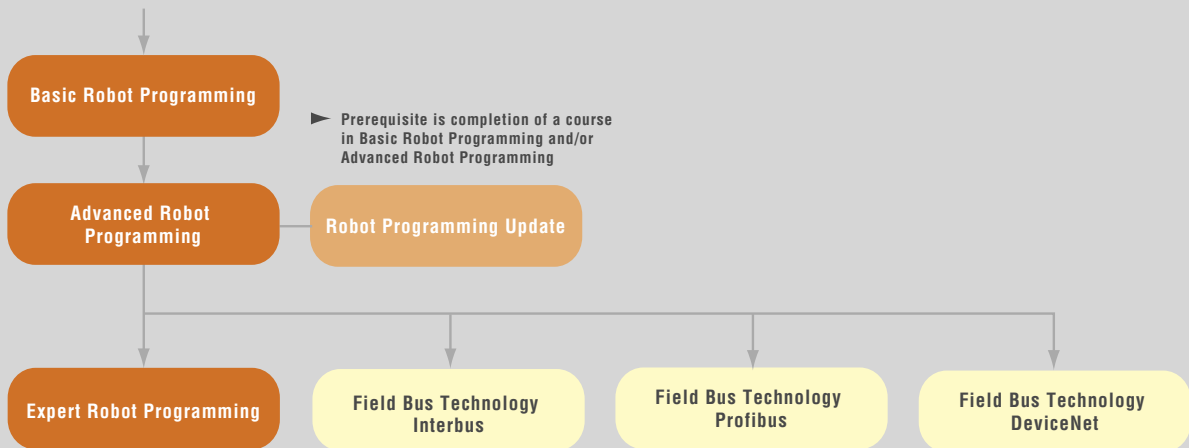 Basic Robot Programming
Prerequisite is completion of a course
in Basic Robot Programming and/or
Advanced Robot Programming
Advanced Robot
Programming
Robot Programming Update
Expert Robot Programming
Field Bus Technology
Interbus
Field Bus Technology
Profibus
Field Bus Technology
DeviceNet